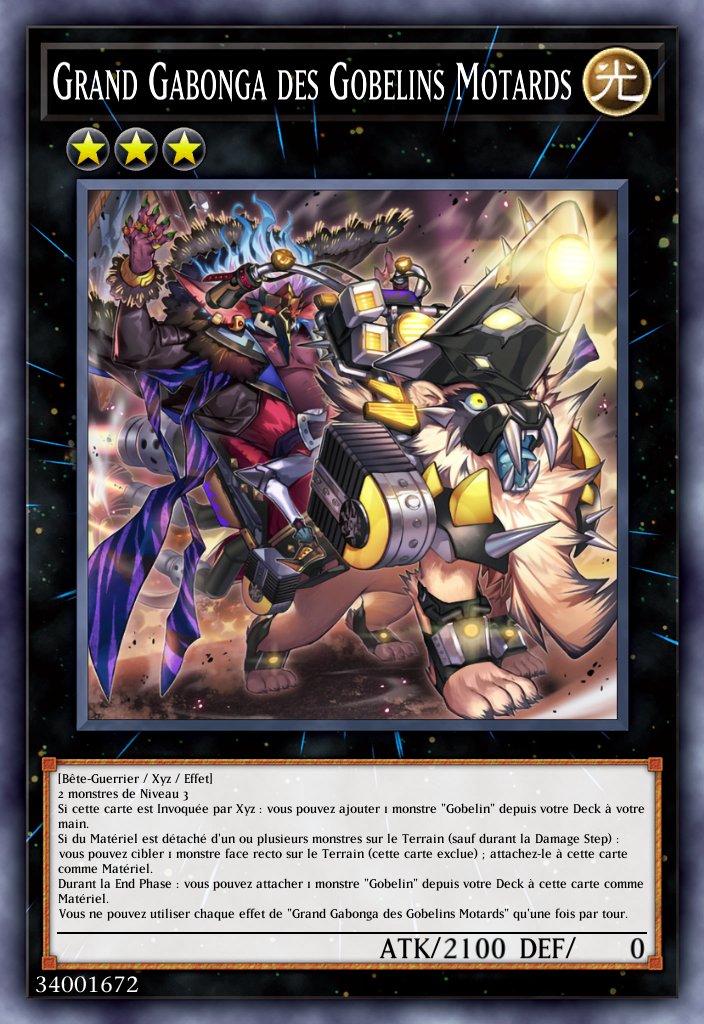 Grand Gabonga des Gobelins Motards 光
[Bête-Guerrier / Xyz / Effet]
2 monstres de Niveau 3
Si cette carte est Invoquée par Xyz : vous pouvez ajouter 1 monstre "Gobelin" depuis votre Deck à votre
main.
Si du Matériel est détaché d'un ou plusieurs monstres sur le Terrain (sauf durant la Damage Step) :
vous pouvez cibler 1 monstre face recto sur le Terrain (cette carte exclue) ; attachez-le à cette carte
comme Matériel.
Durant la End Phase : vous pouvez attacher 1 monstre "Gobelin" depuis votre Deck à cette carte comme
Matériel.
Vous ne pouvez utiliser chaque effet de "Grand Gabonga des Gobelins Motards" qu'une fois par tour.
ATK/2100 DEF/ 0
34001672